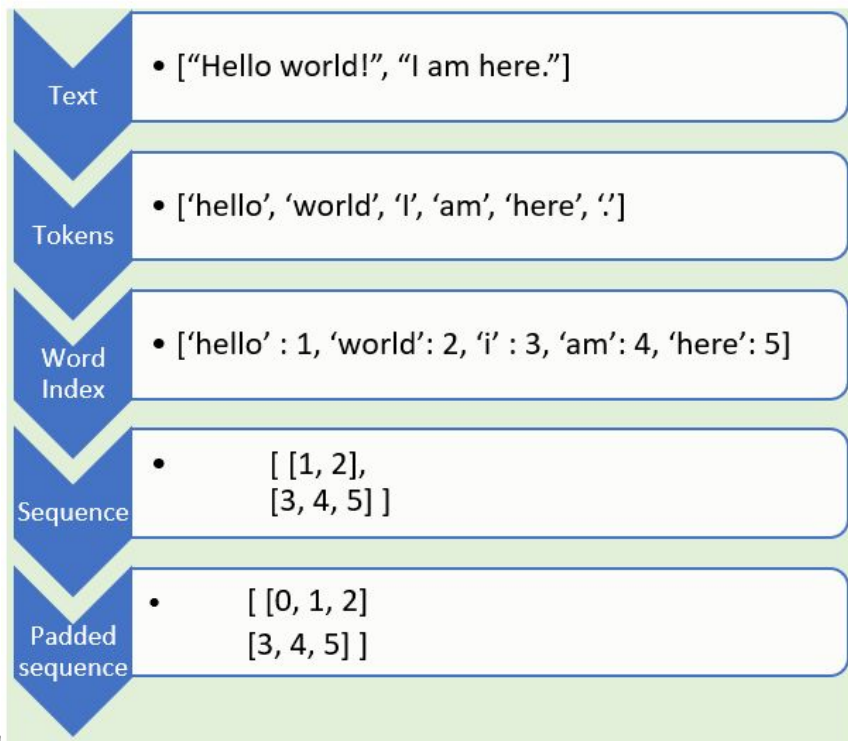 Text
• [“Hello world!”, “I am here.”]
Tokens
• [‘hello’, ‘world’, ‘I’, ‘am’, ‘here’, ‘.’]
Word
Index
• [‘hello’ : 1, ‘world’: 2, ‘i’ : 3, ‘am’: 4, ‘here’: 5]
Sequence
• [ [1, 2],
[3, 4, 5] ]
Padded
sequence
• [ [0, 1, 2]
[3, 4, 5] ]